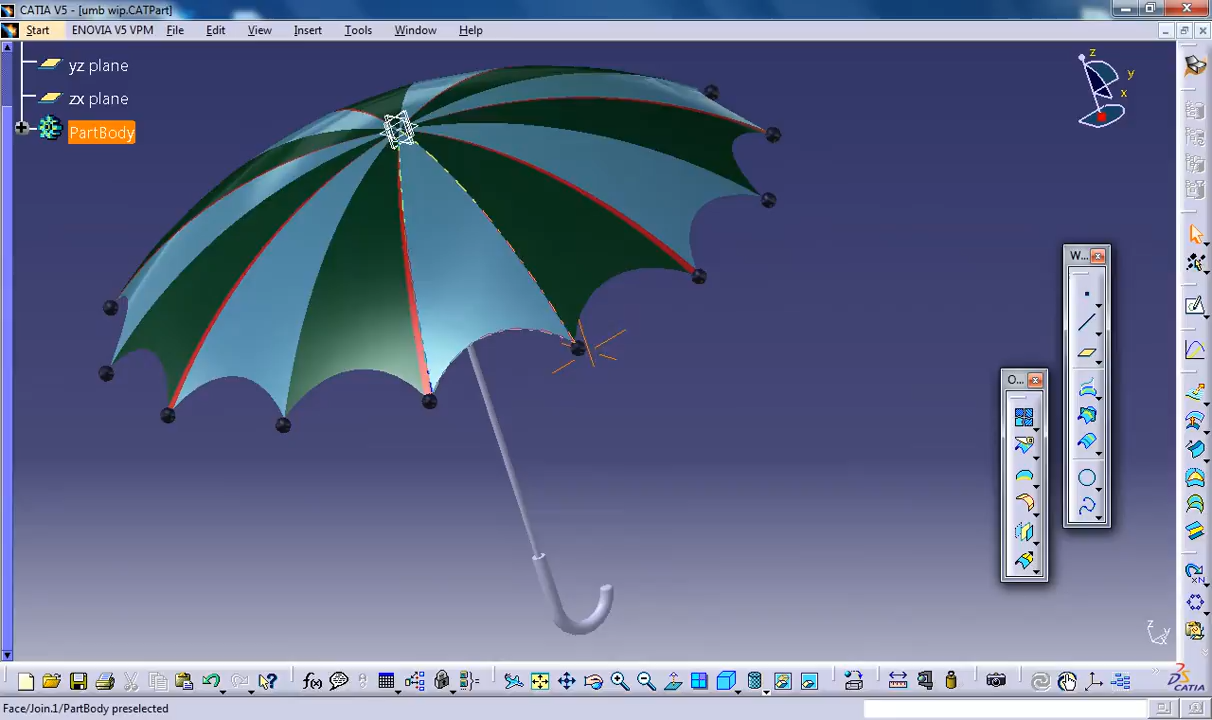 CATIA V5 - [umb wip.CATPart]
Start ENOVIA V5 VPM File Edit View Insert Tools Window Help
yz plane
zx plane
PartBody
z
y
x
W...
O...
z
y
f(x)
DS
CATIA
Face/Join.1/PartBody preselected